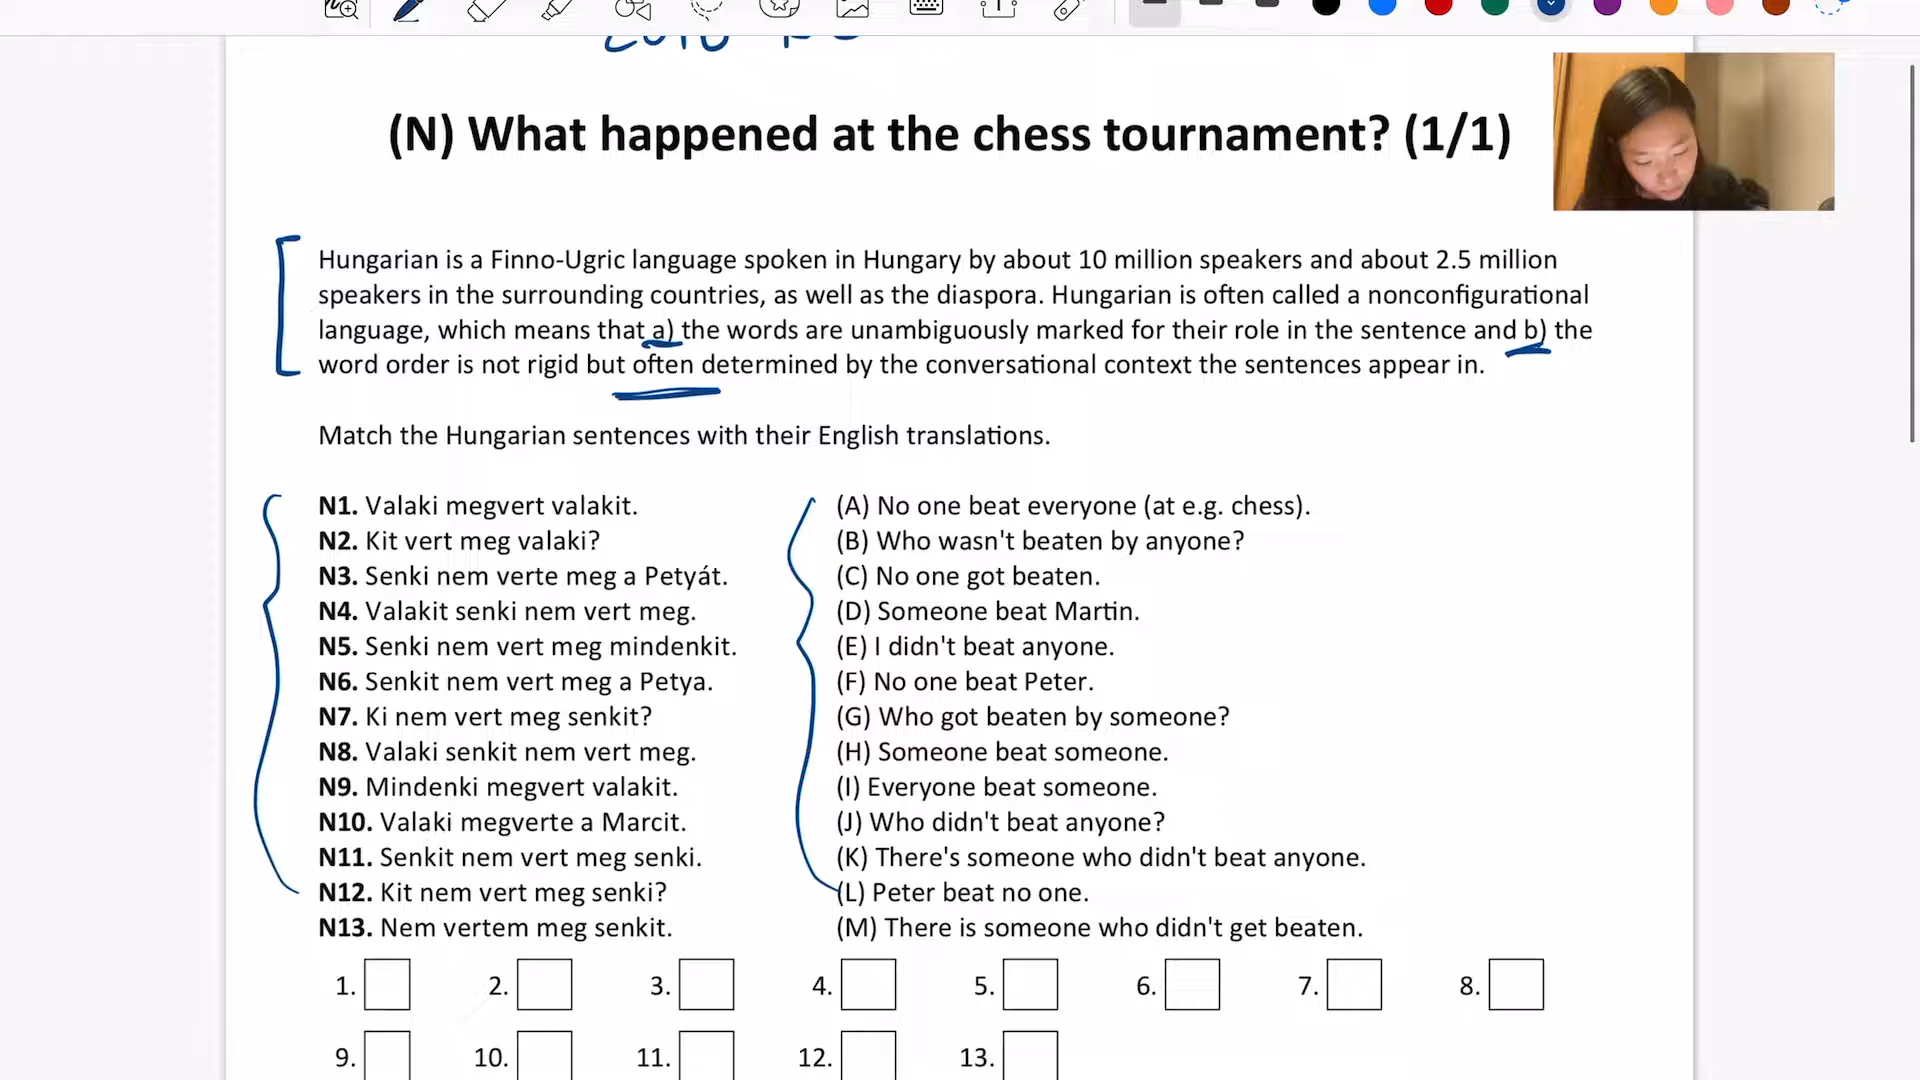 (N) What happened at the chess tournament? (1/1)
Hungarian is a Finno-Ugric language spoken in Hungary by about 10 million speakers and about 2.5 million
speakers in the surrounding countries, as well as the diaspora. Hungarian is often called a nonconfigurational
language, which means that a) the words are unambiguously marked for their role in the sentence and b) the
word order is not rigid but often determined by the conversational context the sentences appear in.
Match the Hungarian sentences with their English translations.
N1. Valaki megvert valakit.
N2. Kit vert meg valaki?
N3. Senki nem verte meg a Petyát.
N4. Valakit senki nem vert meg.
N5. Senki nem vert meg mindenkit.
N6. Senkit nem vert meg a Petya.
N7. Ki nem vert meg senkit?
N8. Valaki senkit nem vert meg.
N9. Mindenki megvert valakit.
N10. Valaki megverte a Marcit.
N11. Senkit nem vert meg senki.
N12. Kit nem vert meg senki?
N13. Nem vertem meg senkit.
(A) No one beat everyone (at e.g. chess).
(B) Who wasn't beaten by anyone?
(C) No one got beaten.
(D) Someone beat Martin.
(E) I didn't beat anyone.
(F) No one beat Peter.
(G) Who got beaten by someone?
(H) Someone beat someone.
(I) Everyone beat someone.
(J) Who didn't beat anyone?
(K) There's someone who didn't beat anyone.
(L) Peter beat no one.
(M) There is someone who didn't get beaten.
1. 2. 3. 4. 5. 6. 7. 8.
9. 10. 11. 12. 13.